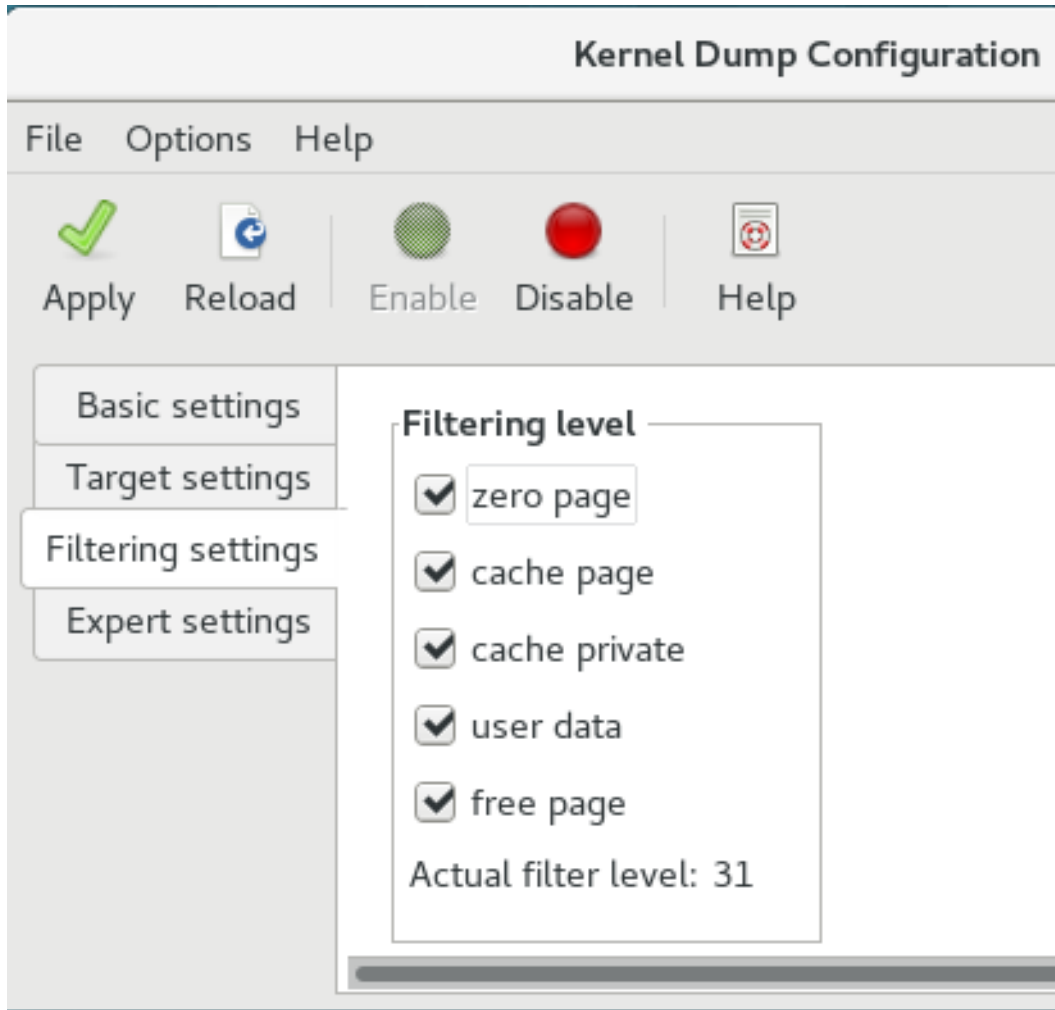 Kernel Dump Configuration
File Options Help
Apply Reload Enable Disable Help
Basic settings
Target settings
Filtering settings
Expert settings
Filtering level
zero page
cache page
cache private
user data
free page
Actual filter level: 31